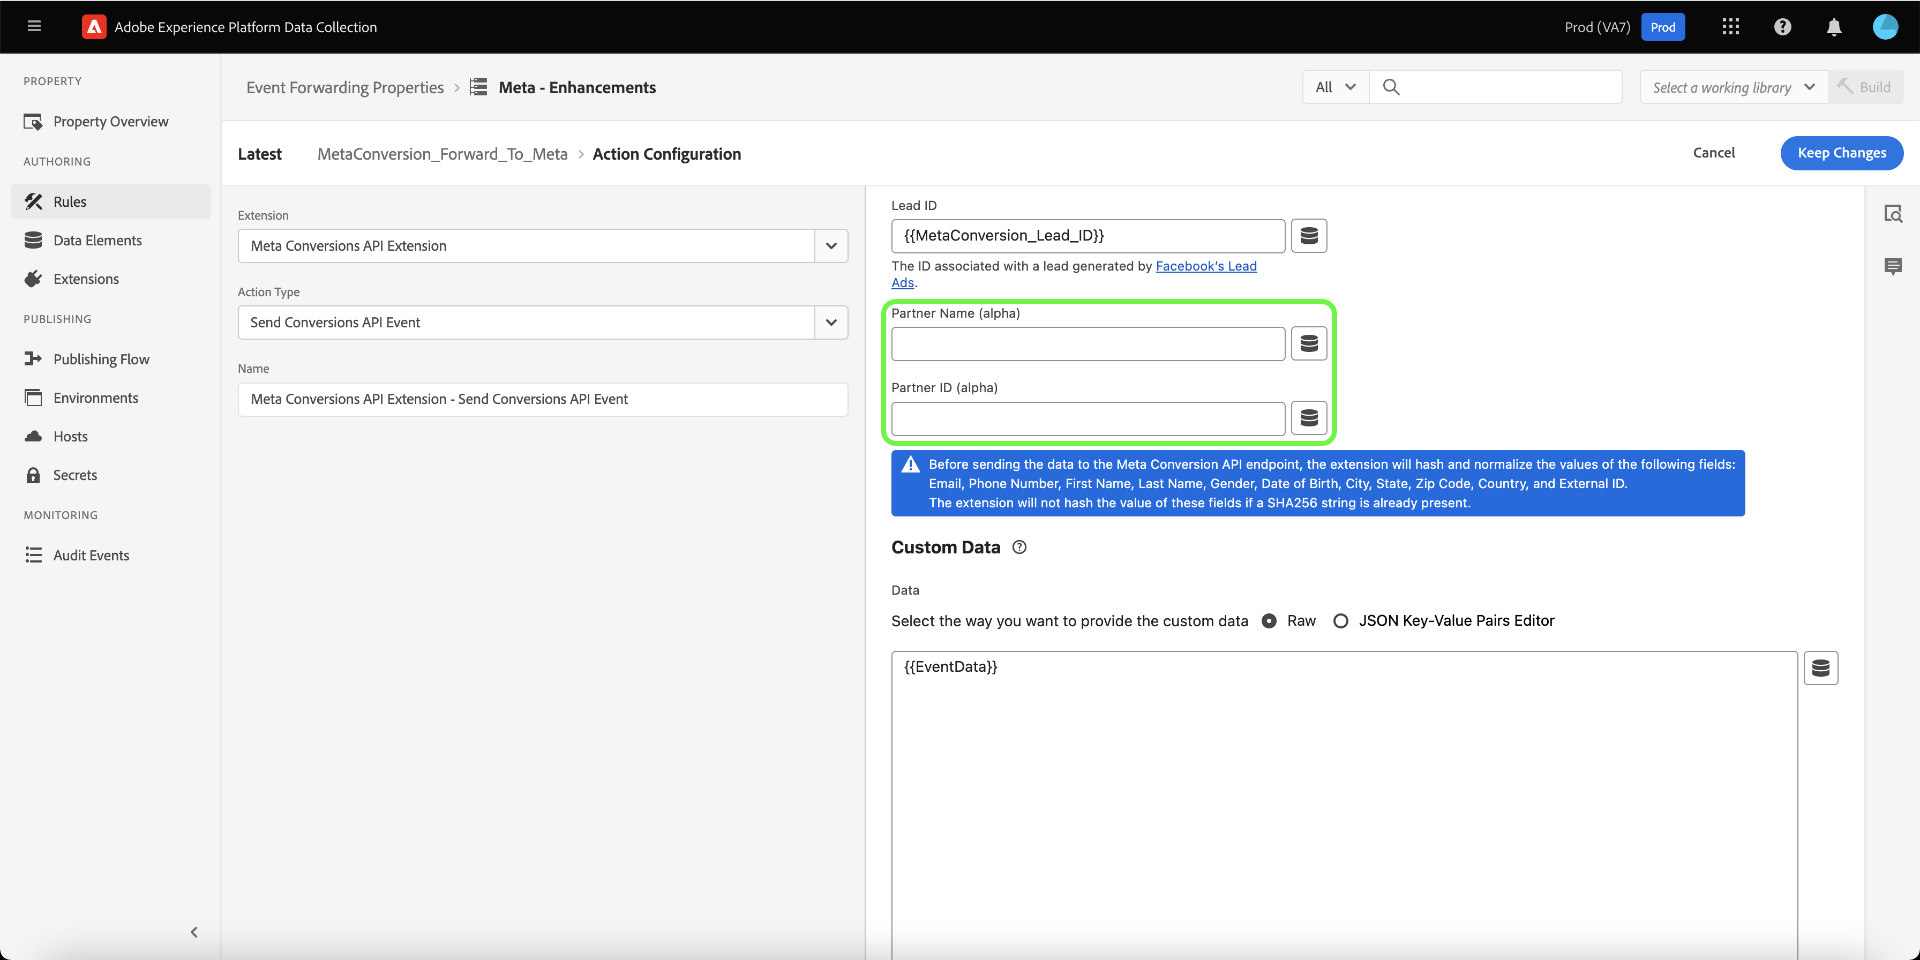 Adobe Experience Platform Data Collection
Prod (VA7)
Prod
PROPERTY
Property Overview
AUTHORING
Rules
Data Elements
Extensions
PUBLISHING
Publishing Flow
Environments
Hosts
Secrets
MONITORING
Audit Events
Event Forwarding Properties
Meta - Enhancements
All
Select a working library
Build
Latest
MetaConversion_Forward_To_Meta
Action Configuration
Cancel
Keep Changes
Extension
Meta Conversions API Extension
Action Type
Send Conversions API Event
Name
Meta Conversions API Extension - Send Conversions API Event
Lead ID
{{MetaConversion_Lead_ID}}
The ID associated with a lead generated by Facebook's Lead
Ads.
Partner Name (alpha)
Partner ID (alpha)
Before sending the data to the Meta Conversion API endpoint, the extension will hash and normalize the values of the following fields:
Email, Phone Number, First Name, Last Name, Gender, Date of Birth, City, State, Zip Code, Country, and External ID.
The extension will not hash the value of these fields if a SHA256 string is already present.
Custom Data
Data
Select the way you want to provide the custom data
Raw
JSON Key-Value Pairs Editor
{{EventData}}